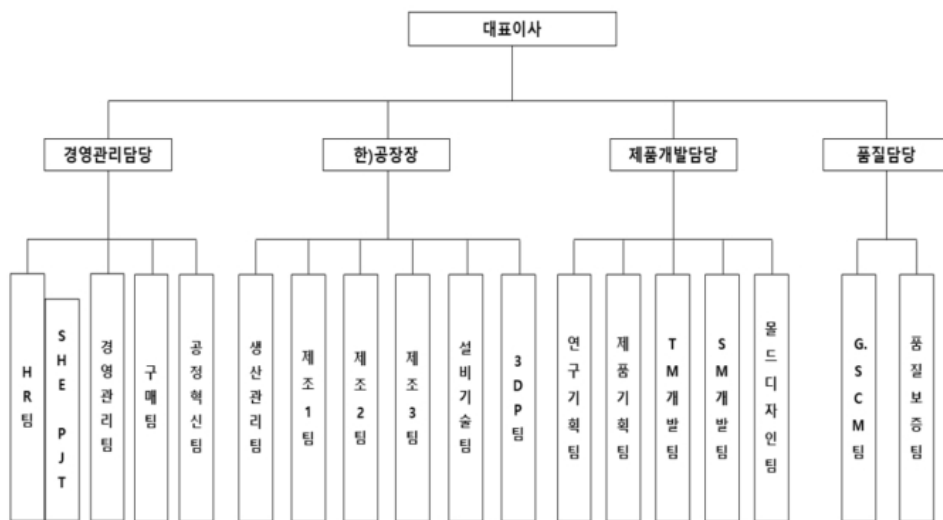 대표이사
경영관리담당
한)공장장
제품개발담당
품질담당
HR팀
SHE PJT
경영관리팀
구매팀
공정혁신팀
생산관리팀
제조1팀
제조2팀
제조3팀
설비기술팀
3DP팀
연구기획팀
제품기획팀
TM개발팀
SM개발팀
몰드디자인팀
G.SCM팀
품질보증팀